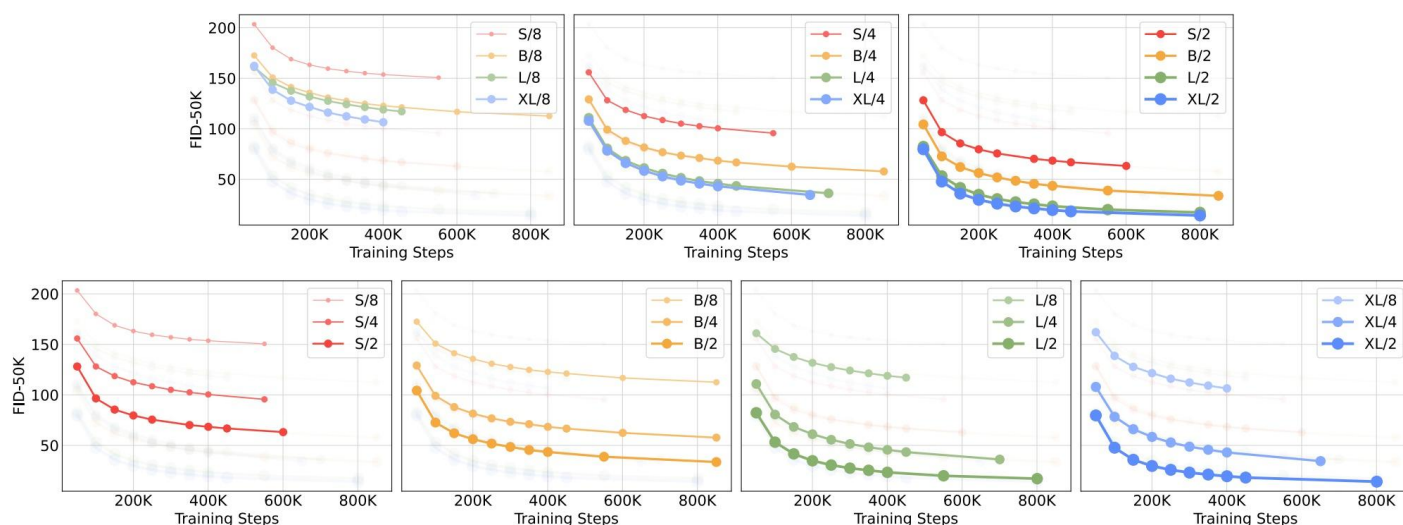 FID-50K
200
150
100
50
S/8
B/8
L/8
XL/8
200K 400K 600K 800K
Training Steps
S/4
B/4
L/4
XL/4
200K 400K 600K 800K
Training Steps
S/2
B/2
L/2
XL/2
200K 400K 600K 800K
Training Steps
FID-50K
200
150
100
50
S/8
S/4
S/2
200K 400K 600K 800K
Training Steps
B/8
B/4
B/2
200K 400K 600K 800K
Training Steps
L/8
L/4
L/2
200K 400K 600K 800K
Training Steps
XL/8
XL/4
XL/2
200K 400K 600K 800K
Training Steps